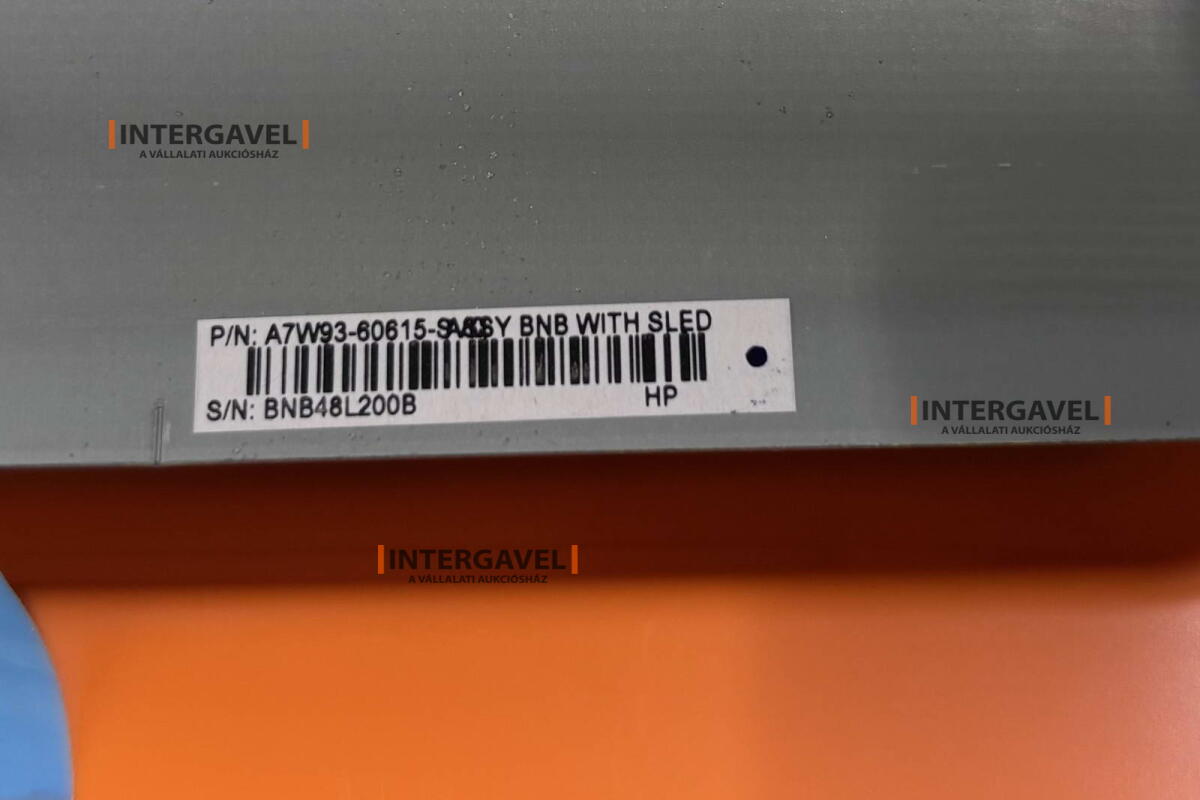 INTERGAVEL
A VÁLLALATI AUKCIÓSHÁZ
P/N: A7W93-60615- BNB WITH SLED
S/N: BNB48L200B
HP
INTERGAVEL
A VÁLLALATI AUKCIÓSHÁZ
INTERGAVEL
A VÁLLALATI AUKCIÓSHÁZ